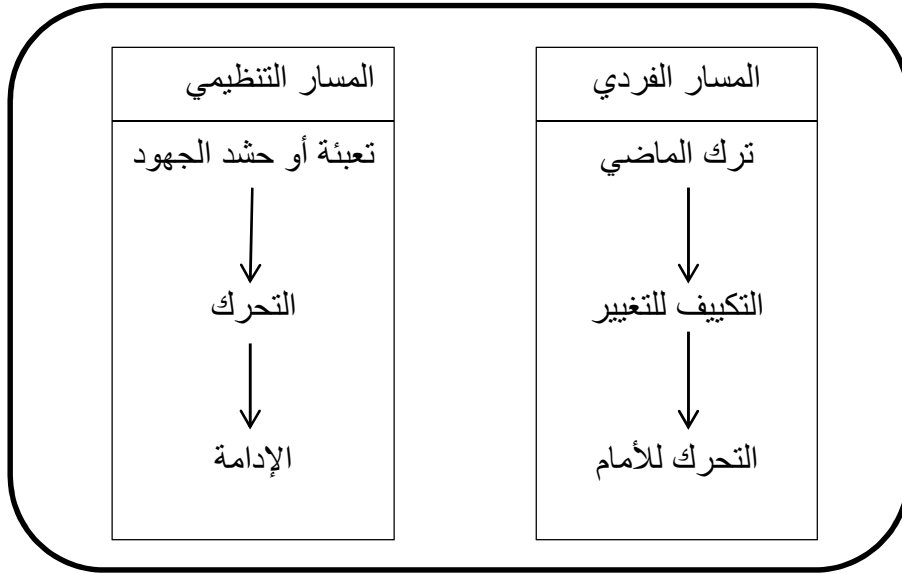 المسار الفردي
ترك الماضي
التكييف للتغيير
التحرك للأمام
المسار التنظيمي
تعبئة أو حشد الجهود
التحرك
الإدامة